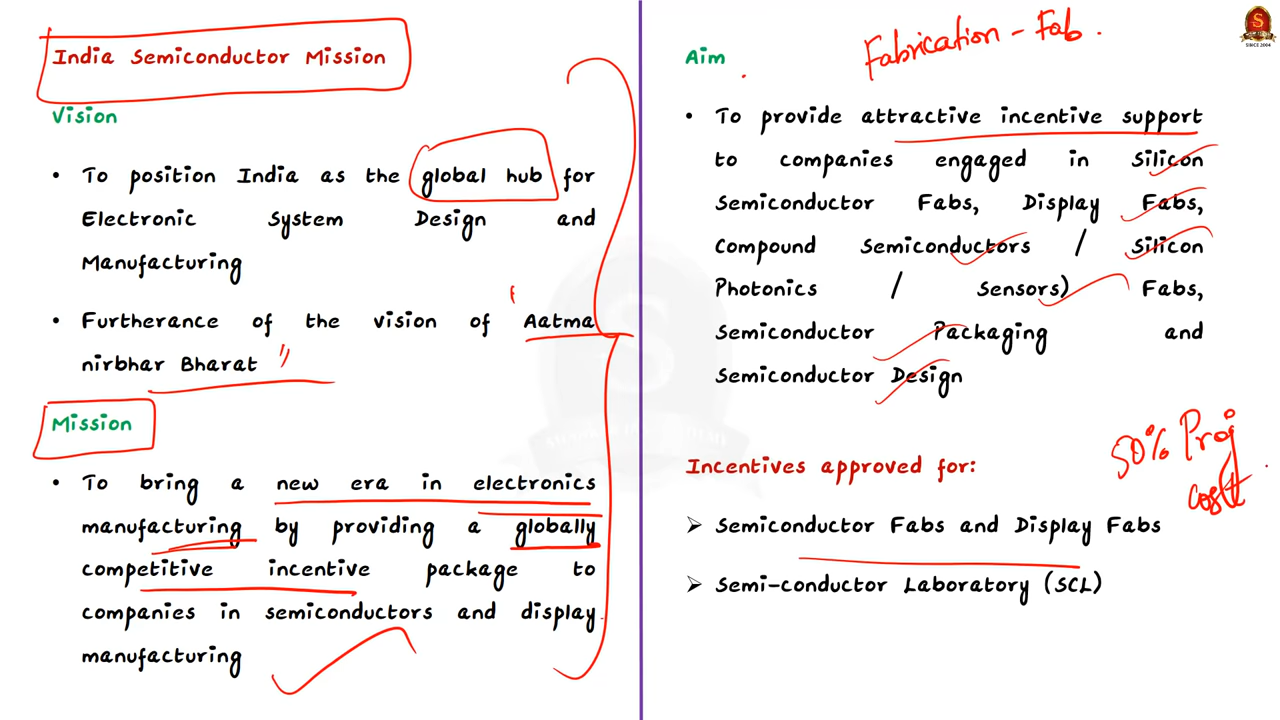 India Semiconductor Mission
Vision
• To position India as the global hub for
Electronic System Design and
Manufacturing
• Furtherance of the vision of "Aatma
nirbhar Bharat"
Mission
• To bring a new era in electronics
manufacturing by providing a globally
competitive incentive package to
companies in semiconductors and display
manufacturing
Aim
Fabrication - Fab.
• To provide attractive incentive support
to companies engaged in Silicon
Semiconductor Fabs, Display Fabs,
Compound Semiconductors / Silicon
Photonics / Sensors) Fabs,
Semiconductor Packaging and
Semiconductor Design
50% Proj
cost
Incentives approved for:
➢ Semiconductor Fabs and Display Fabs
➢ Semi-conductor Laboratory (SCL)
SINCE 2004